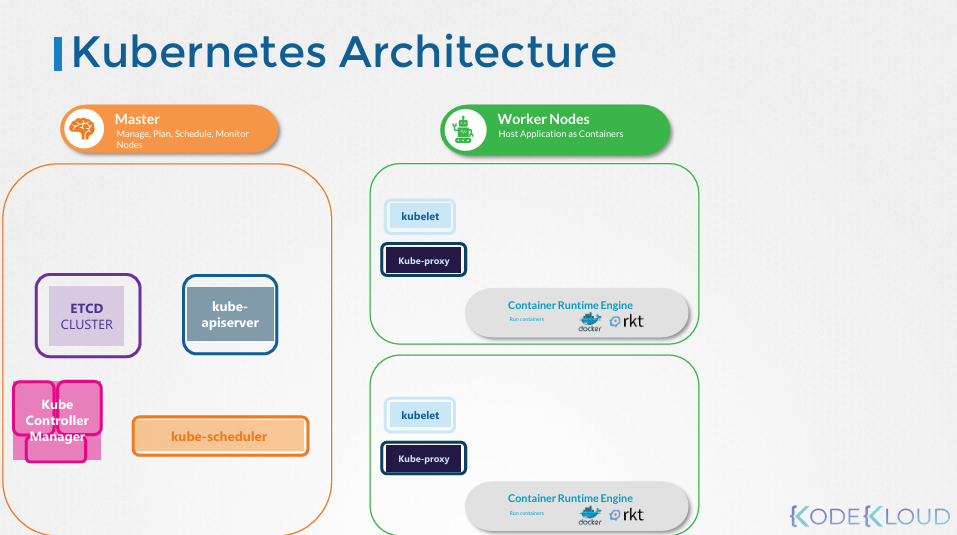 Kubernetes Architecture
Master
Manage, Plan, Schedule, Monitor
Nodes
Worker Nodes
Host Application as Containers
ETCD
CLUSTER
kube-
apiserver
Kube
Controller
Manager
kube-scheduler
kubelet
Kube-proxy
Container Runtime Engine
Run containers
docker
rkt
kubelet
Kube-proxy
Container Runtime Engine
Run containers
docker
rkt
KODEKLOUD